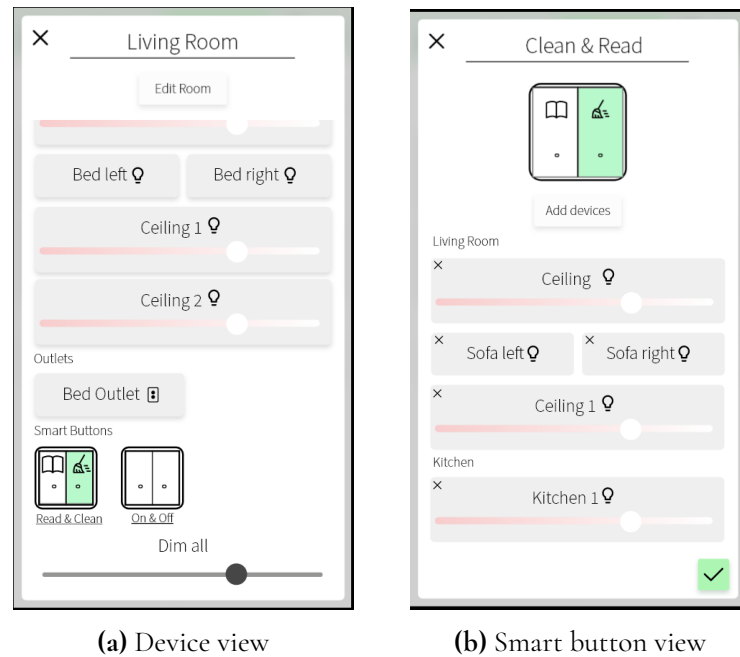 Living Room
Edit Room
Bed left
Bed right
Ceiling 1
Ceiling 2
Outlets
Bed Outlet
Smart Buttons
Read & Clean
On & Off
Dim all
(a) Device view
Clean & Read
Add devices
Living Room
Ceiling
Sofa left
Sofa right
Ceiling 1
Kitchen
Kitchen 1
(b) Smart button view